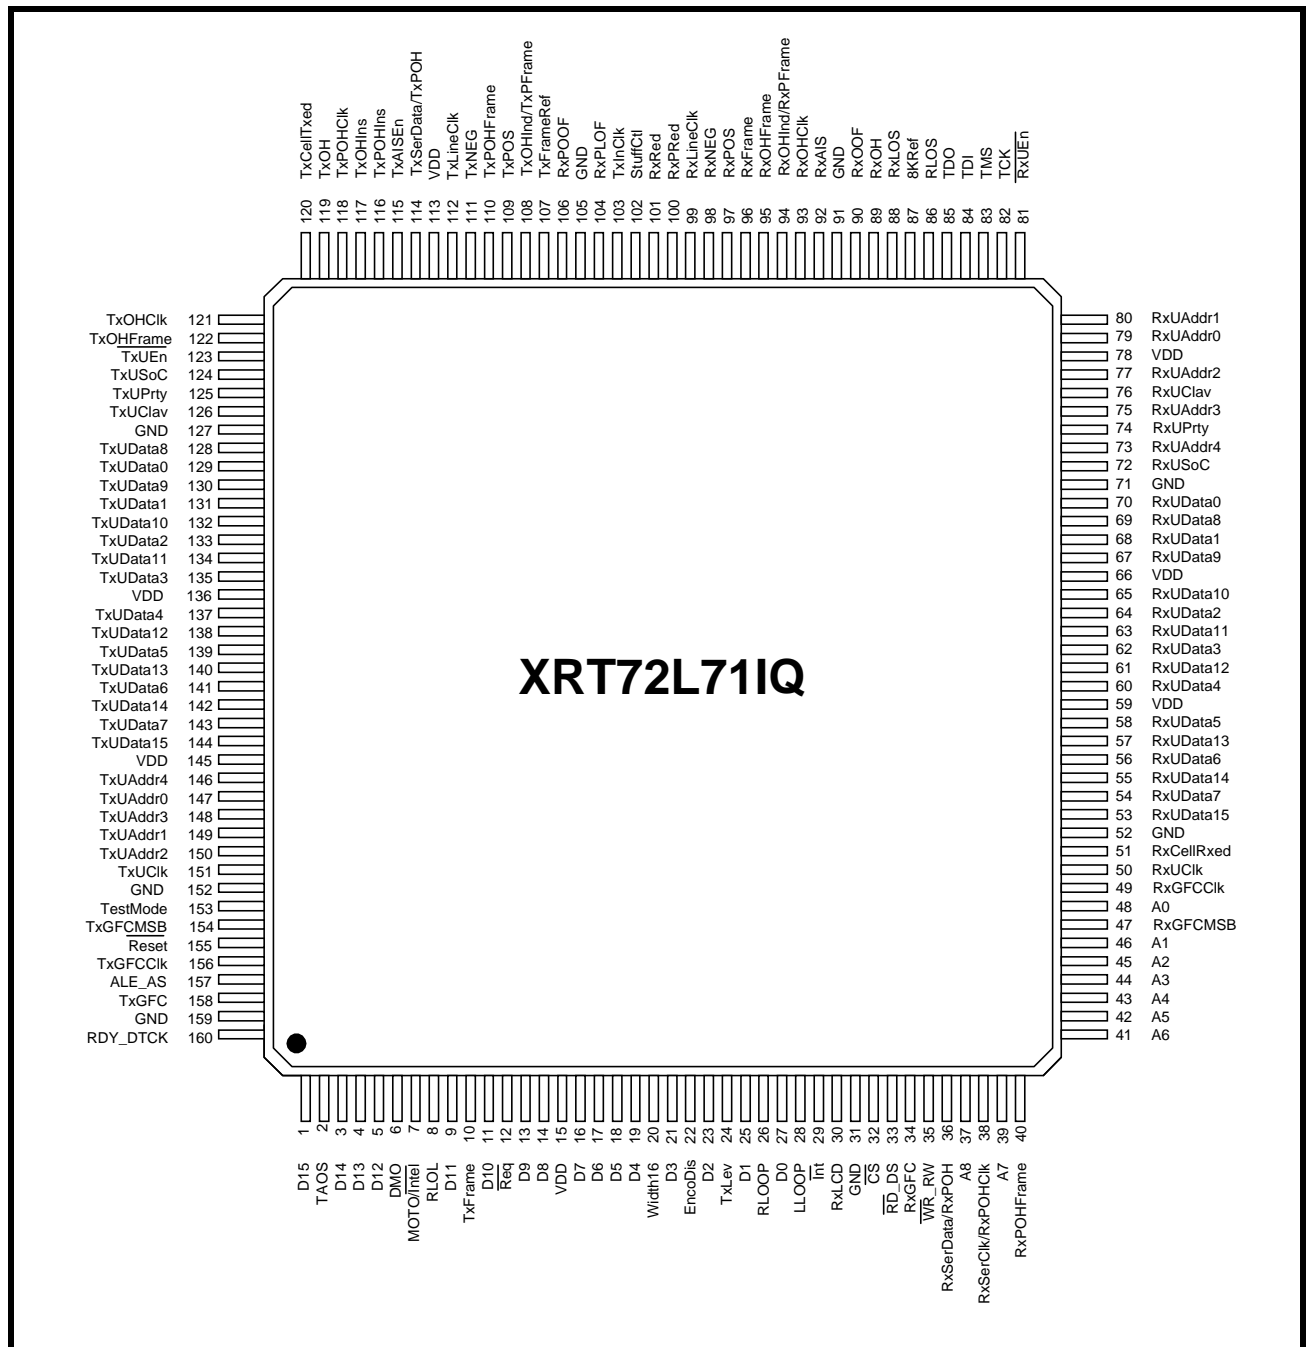 TxCellTxed 120
TxOH 119
TxPOHClk 118
TxOHIns 117
TxPOHIns 116
TxAISEn 115
TxSerData/TxPOH 114
VDD 113
TxLineClk 112
TxNEG 111
TxPOHFrame 110
TxPOS 109
TxOHInd/TxPFrame 108
TxFrameRef 107
RxPOOF 106
GND 105
RxPLOF 104
TxInClk 103
StuffCtl 102
RxRed 101
RxPRed 100
RxLineClk 99
RxNEG 98
RxPOS 97
RxFrame 96
RxOHFrame 95
RxOHInd/RxPFrame 94
RxOHClk 93
RxAIS 92
GND 91
RxOOF 90
RxOH 89
RxLOS 88
8KRef 87
RLOS 86
TDO 85
TDI 84
TMS 83
TCK 82
RxUEn 81
TxOHClk 121
TxOHFrame 122
TxUEn 123
TxUSoC 124
TxUPrty 125
TxUClav 126
GND 127
TxUData8 128
TxUData0 129
TxUData9 130
TxUData1 131
TxUData10 132
TxUData2 133
TxUData11 134
TxUData3 135
VDD 136
TxUData4 137
TxUData12 138
TxUData5 139
TxUData13 140
TxUData6 141
TxUData14 142
TxUData7 143
TxUData15 144
VDD 145
TxUAddr4 146
TxUAddr0 147
TxUAddr3 148
TxUAddr1 149
TxUAddr2 150
TxUClk 151
GND 152
TestMode 153
TxGFCMSB 154
Reset 155
TxGFCClk 156
ALE_AS 157
TxGFC 158
GND 159
RDY_DTCK 160
XRT72L71IQ
80 RxUAddr1
79 RxUAddr0
78 VDD
77 RxUAddr2
76 RxUClav
75 RxUAddr3
74 RxUPrty
73 RxUAddr4
72 RxUSoC
71 GND
70 RxUData0
69 RxUData8
68 RxUData1
67 RxUData9
66 VDD
65 RxUData10
64 RxUData2
63 RxUData11
62 RxUData3
61 RxUData12
60 RxUData4
59 VDD
58 RxUData5
57 RxUData13
56 RxUData6
55 RxUData14
54 RxUData7
53 RxUData15
52 GND
51 RxCellRxed
50 RxUClk
49 RxGFCClk
48 A0
47 RxGFCMSB
46 A1
45 A2
44 A3
43 A4
42 A5
41 A6
1 D15
2 TAOS
3 D14
4 D13
5 D12
6 DMO
7 MOTO/Intel
8 RLOL
9 D11
10 TxFrame
11 D10
12 Req
13 D9
14 D8
15 VDD
16 D7
17 D6
18 D5
19 D4
20 Width16
21 D3
22 EncoDis
23 D2
24 TxLev
25 D1
26 RLOOP
27 D0
28 LLOOP
29 Int
30 RxLCD
31 GND
32 CS
33 RD_DS
34 RxGFC
35 WR_RW
36 RxSerData/RxPOH
37 A8
38 RxSerClk/RxPOHClk
39 A7
40 RxPOHFrame